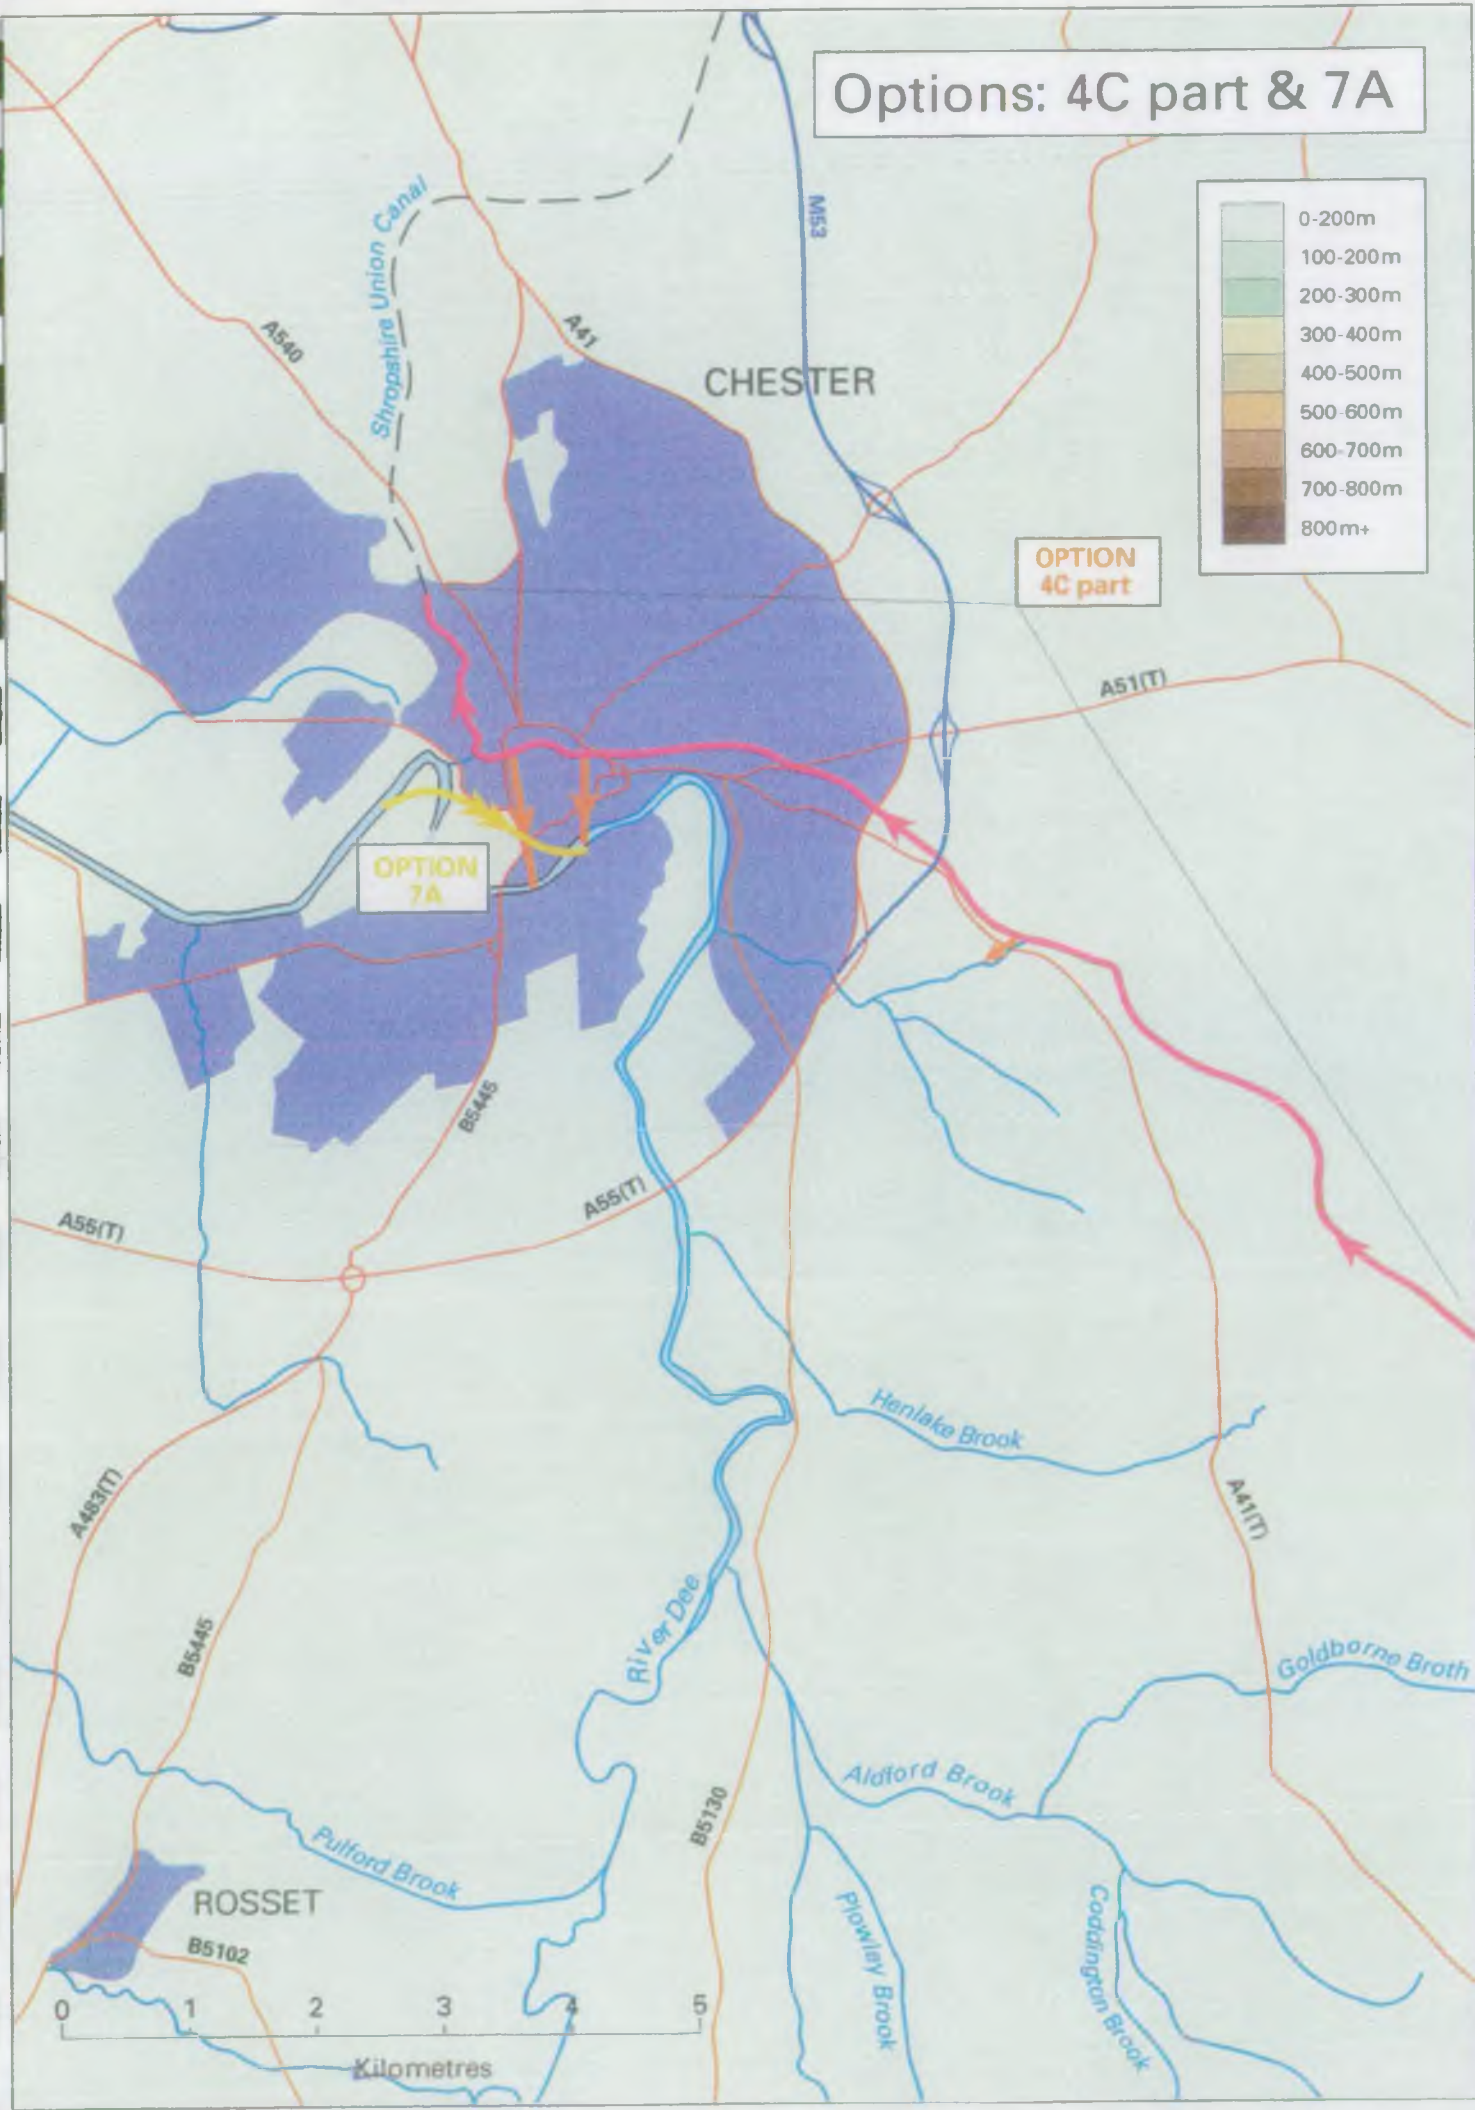 Options: 4C part & 7A
0-200m
100-200m
200-300m
300-400m
400-500m
500-600m
600-700m
700-800m
800m+
M53
Shropshire Union Canal
A540
A41
CHESTER
OPTION
4C part
A51(T)
OPTION
7A
B5445
A55(T)
A55(T)
Henlake Brook
A483(T)
A41(T)
River Dee
B5445
Goldborne Broth
Aldford Brook
B5130
Pulford Brook
ROSSET
Plowley Brook
Coddington Brook
B5102
0 1 2 3 4 5
Kilometres